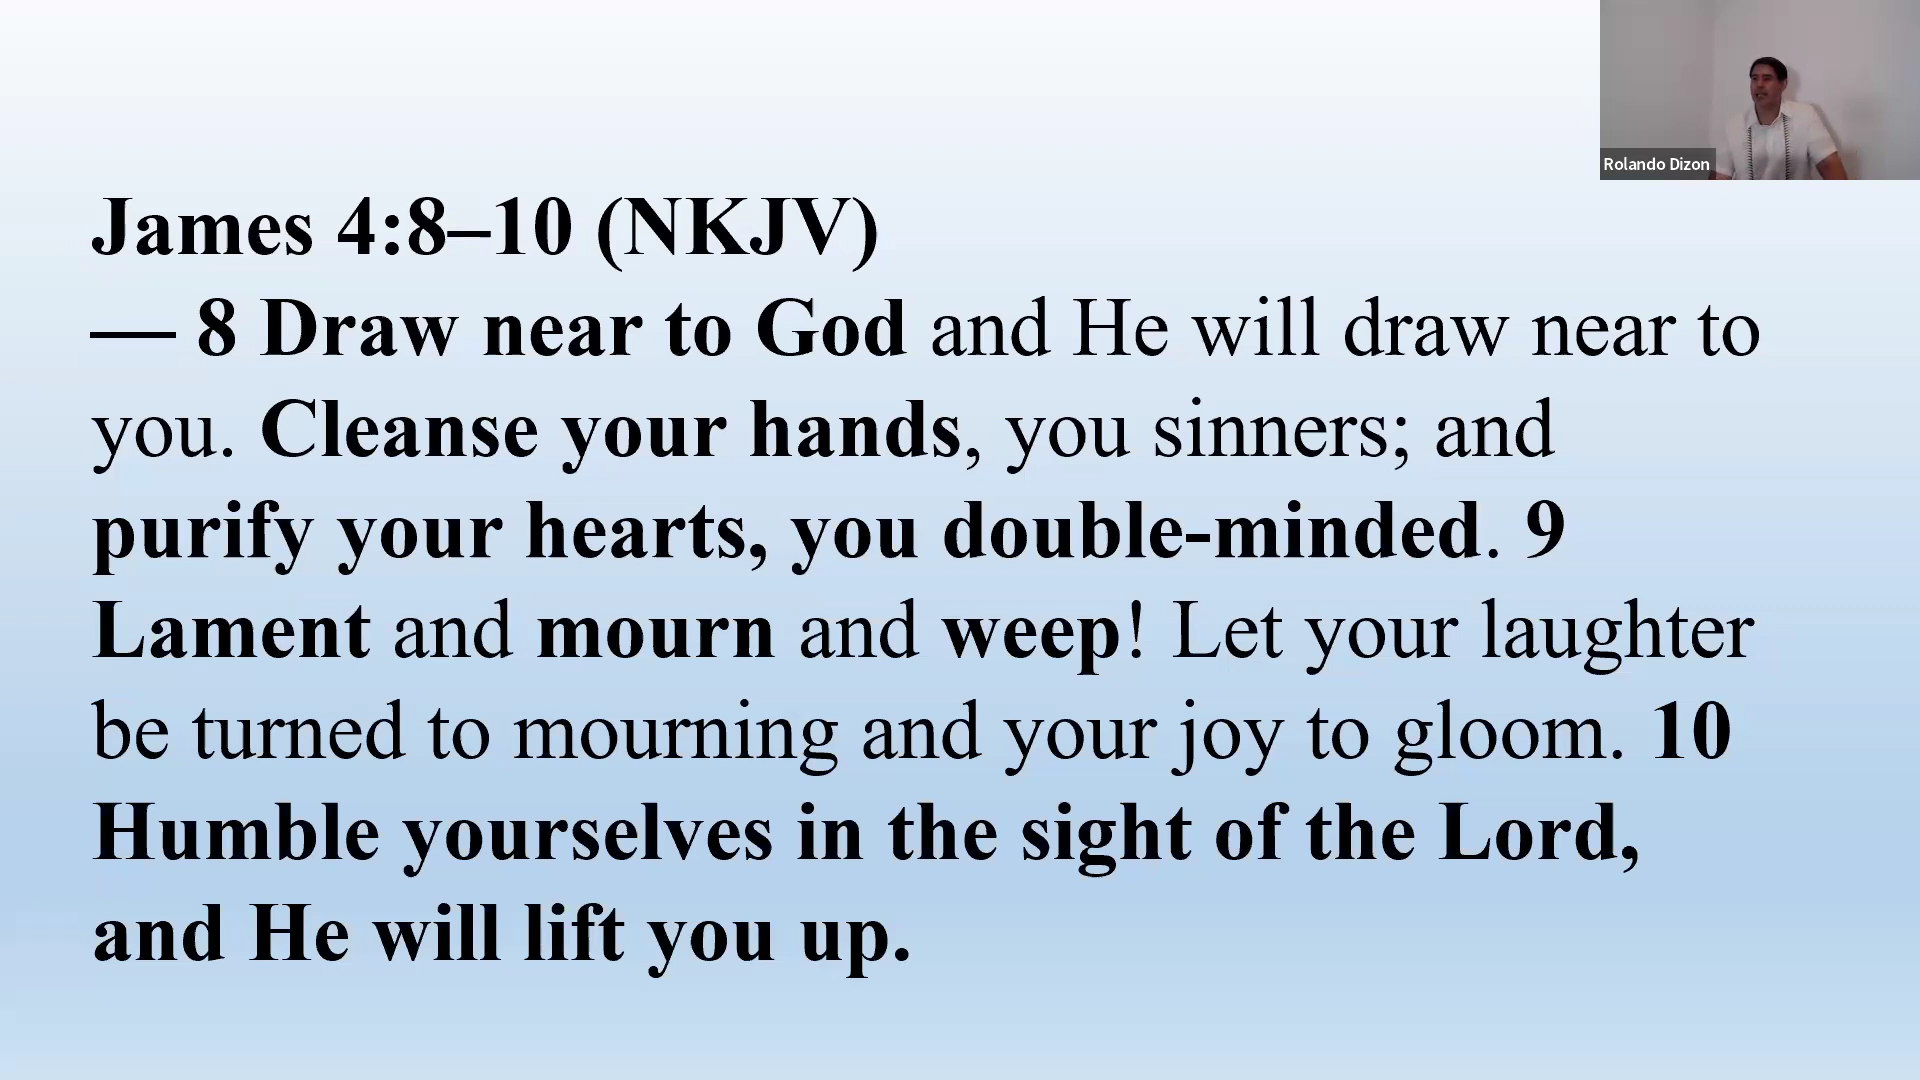 Rolando Dizon
James 4:8–10 (NKJV)
— 8 Draw near to God and He will draw near to
you. Cleanse your hands, you sinners; and
purify your hearts, you double-minded. 9
Lament and mourn and weep! Let your laughter
be turned to mourning and your joy to gloom. 10
Humble yourselves in the sight of the Lord,
and He will lift you up.